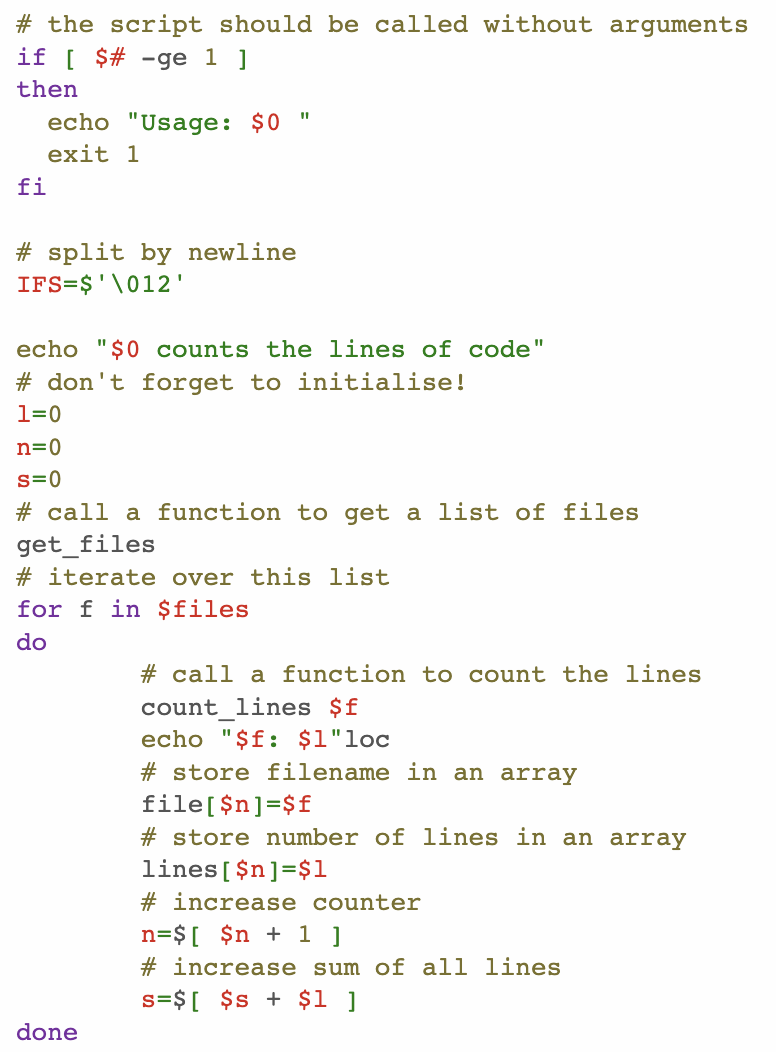 # the script should be called without arguments
if [ $# -ge 1 ]
then
  echo "Usage: $0 "
  exit 1
fi

# split by newline
IFS=$'\012'

echo "$0 counts the lines of code"
# don't forget to initialise!
l=0
n=0
s=0
# call a function to get a list of files
get_files
# iterate over this list
for f in $files
do
        # call a function to count the lines
        count_lines $f
        echo "$f: $l"loc
        # store filename in an array
        file[$n]=$f
        # store number of lines in an array
        lines[$n]=$l
        # increase counter
        n=$[ $n + 1 ]
        # increase sum of all lines
        s=$[ $s + $l ]
done